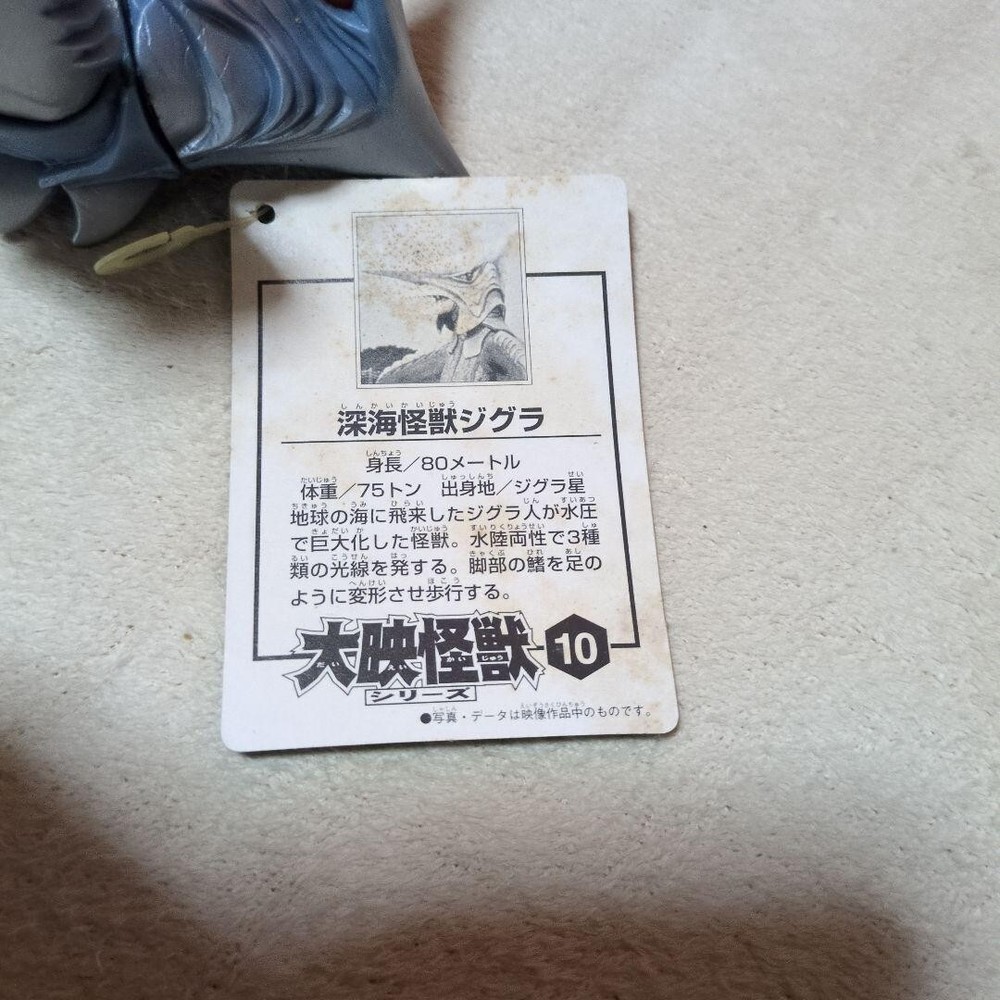 深海怪獣ジグラ
身長／80メートル
体重／75トン　出身地／ジグラ星
地球の海に飛来したジグラ人が水圧
で巨大化した怪獣。水陸両性で3種
類の光線を発する。脚部の鰭を足の
ように変形させ歩行する。
大映怪獣 10
シリーズ
●写真・データは映像作品中のものです。